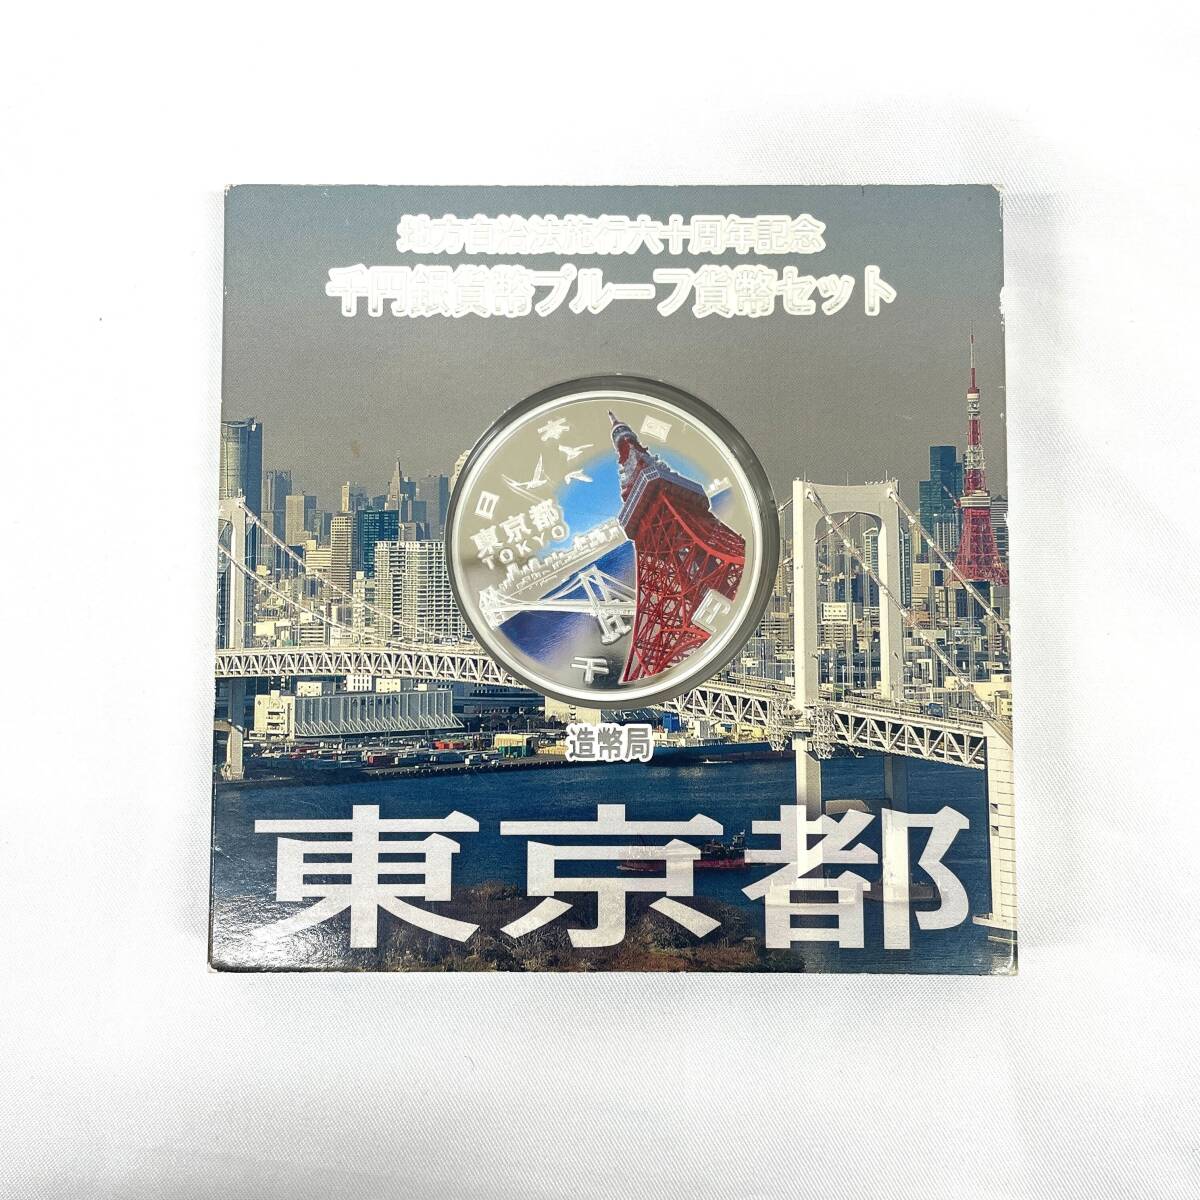 地方自治法施行六十周年記念
千円銀貨幣プルーフ貨幣セット
日本国
東京都
TOKYO
千円
造幣局
東京都